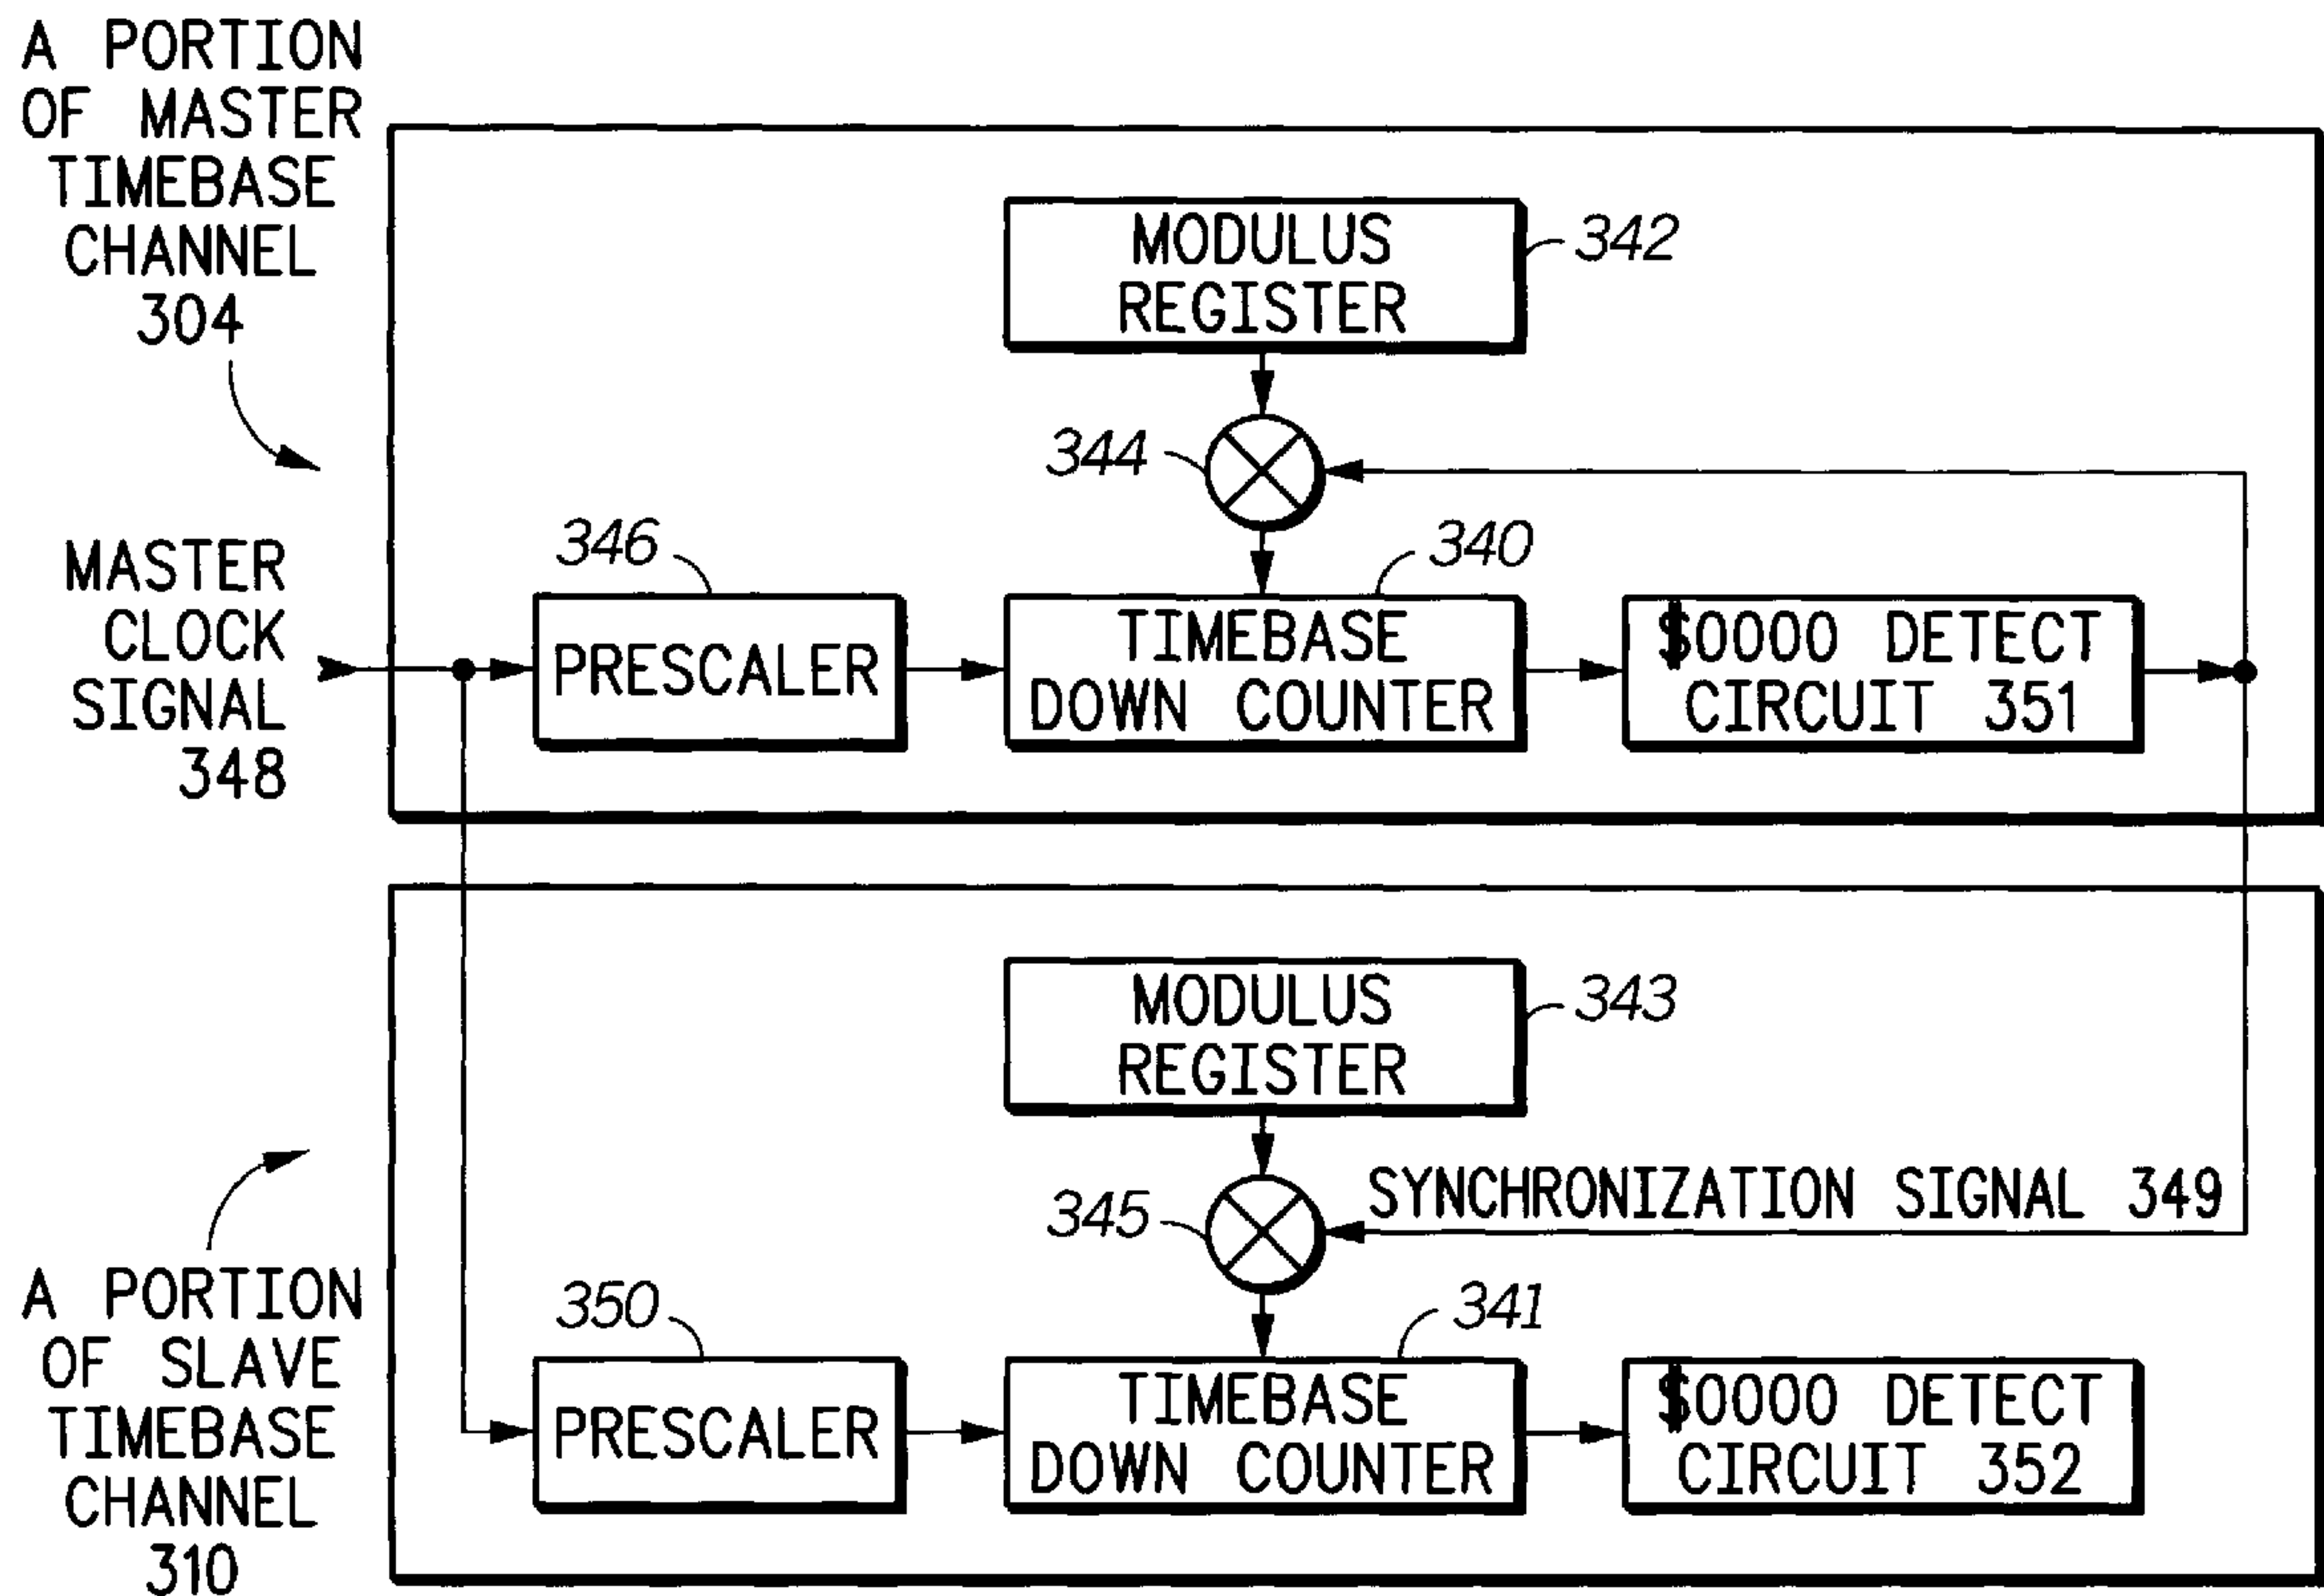 A PORTION
OF MASTER
TIMEBASE
CHANNEL
304
MODULUS
REGISTER
342
344
MASTER
CLOCK
SIGNAL
348
346
PRESCALER
340
TIMEBASE
DOWN COUNTER
$0000 DETECT
CIRCUIT 351
MODULUS
REGISTER
343
345
SYNCHRONIZATION SIGNAL 349
A PORTION
OF SLAVE
TIMEBASE
CHANNEL
310
350
PRESCALER
341
TIMEBASE
DOWN COUNTER
$0000 DETECT
CIRCUIT 352